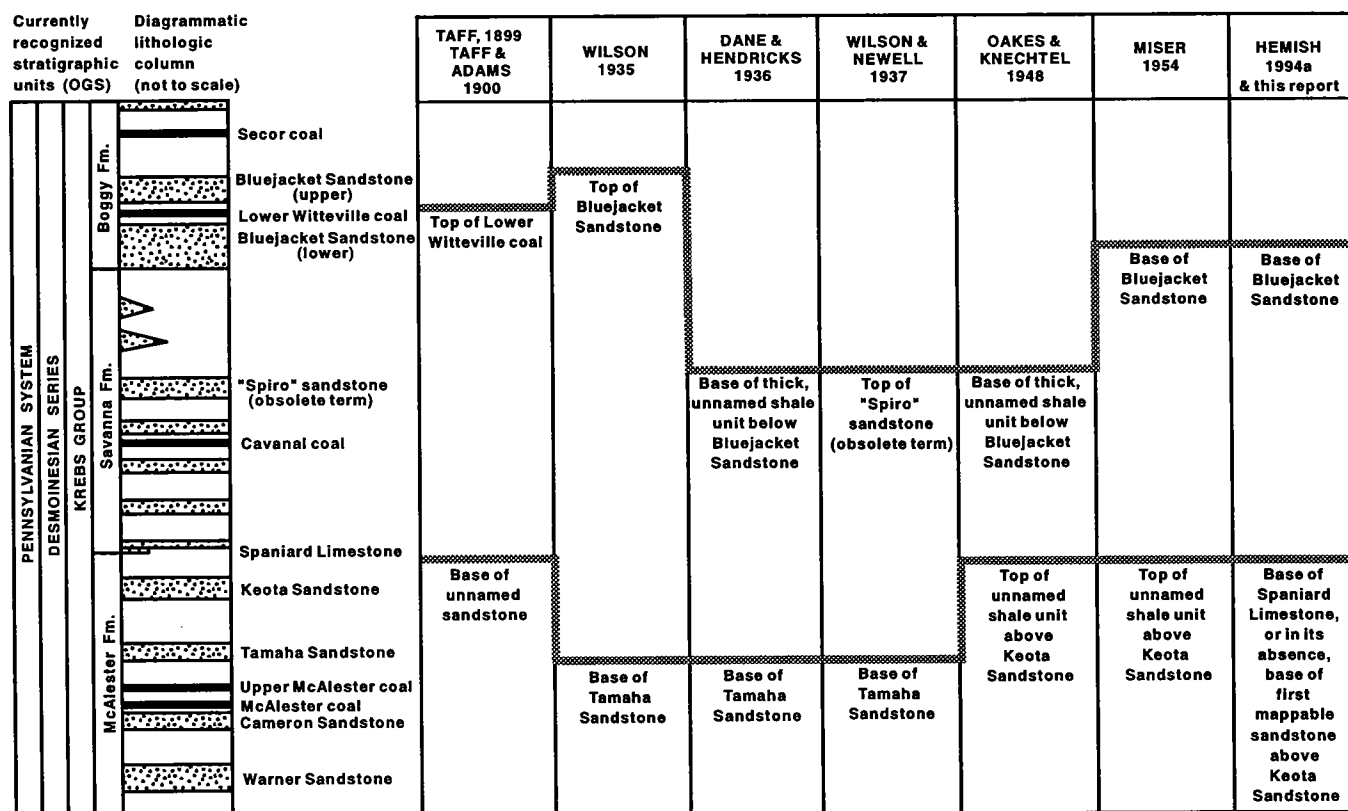 Currently
recognized
stratigraphic
units (OGS)
Diagrammatic
lithologic
column
(not to scale)
TAFF, 1899
TAFF &
ADAMS
1900
WILSON
1935
DANE &
HENDRICKS
1936
WILSON &
NEWELL
1937
OAKES &
KNECHTEL
1948
MISER
1954
HEMISH
1994a
& this report
PENNSYLVANIAN SYSTEM
DESMOINESIAN SERIES
KREBS GROUP
Boggy Fm.
Savanna Fm.
McAlester Fm.
Secor coal
Bluejacket Sandstone
(upper)
Lower Witteville coal
Bluejacket Sandstone
(lower)
"Spiro" sandstone
(obsolete term)
Cavanal coal
Spaniard Limestone
Keota Sandstone
Tamaha Sandstone
Upper McAlester coal
McAlester coal
Cameron Sandstone
Warner Sandstone
Top of Lower
Witteville coal
Base of
unnamed
sandstone
Top of
Bluejacket
Sandstone
Base of
Tamaha
Sandstone
Base of thick,
unnamed shale
unit below
Bluejacket
Sandstone
Base of
Tamaha
Sandstone
Top of
"Spiro"
sandstone
(obsolete term)
Base of
Tamaha
Sandstone
Base of thick,
unnamed shale
unit below
Bluejacket
Sandstone
Top of
unnamed
shale unit
above
Keota
Sandstone
Base of
Bluejacket
Sandstone
Top of
unnamed
shale unit
above
Keota
Sandstone
Base of
Bluejacket
Sandstone
Base of
Spaniard
Limestone,
or in its
absence,
base of
first
mappable
sandstone
above
Keota
Sandstone